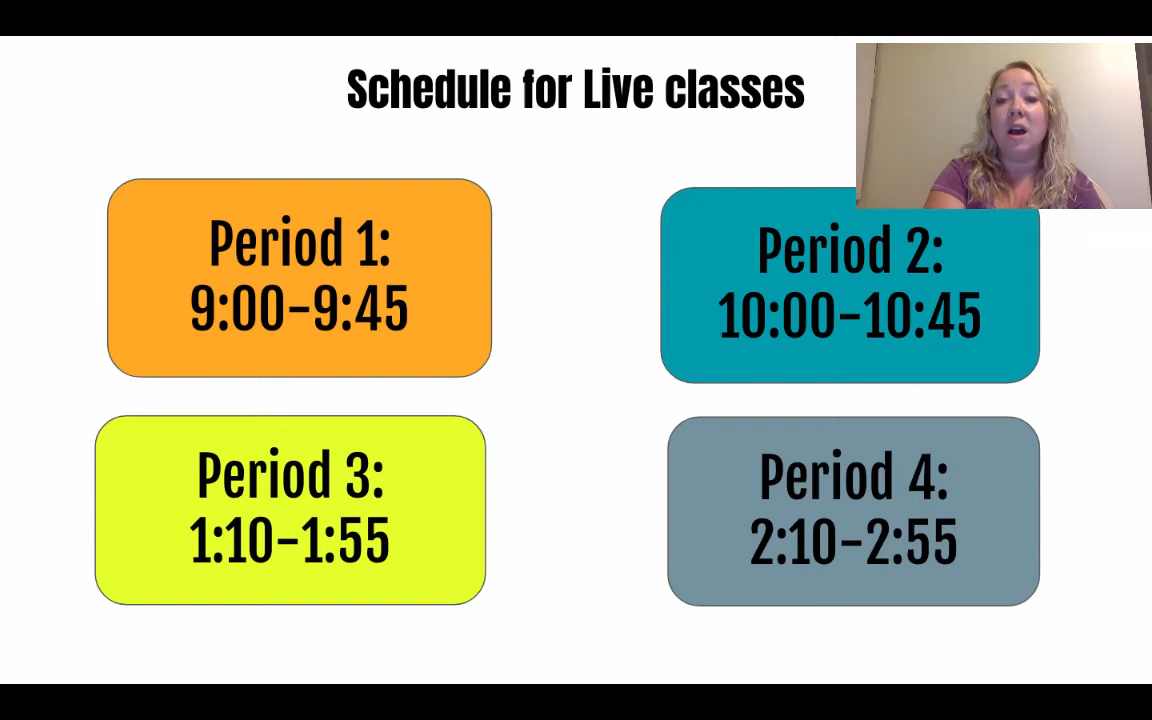 Schedule for Live classes
Period 1:
9:00-9:45
Period 2:
10:00-10:45
Period 3:
1:10-1:55
Period 4:
2:10-2:55